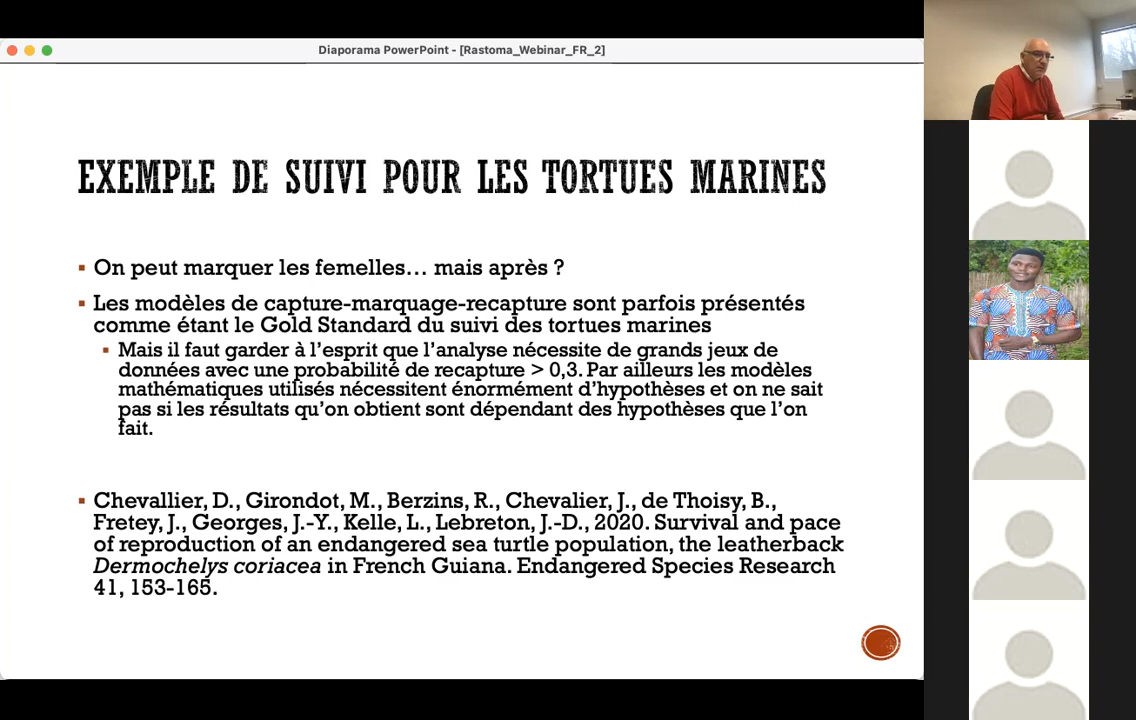 Diaporama PowerPoint - [Rastoma_Webinar_FR_2]
EXEMPLE DE SUIVI POUR LES TORTUES MARINES
▪ On peut marquer les femelles… mais après ?
▪ Les modèles de capture-marquage-recapture sont parfois présentés
comme étant le Gold Standard du suivi des tortues marines
▪ Mais il faut garder à l’esprit que l’analyse nécessite de grands jeux de
données avec une probabilité de recapture > 0,3. Par ailleurs les modèles
mathématiques utilisés nécessitent énormément d’hypothèses et on ne sait
pas si les résultats qu’on obtient sont dépendant des hypothèses que l’on
fait.
▪ Chevallier, D., Girondot, M., Berzins, R., Chevalier, J., de Thoisy, B.,
Fretey, J., Georges, J.-Y., Kelle, L., Lebreton, J.-D., 2020. Survival and pace
of reproduction of an endangered sea turtle population, the leatherback
Dermochelys coriacea in French Guiana. Endangered Species Research
41, 153-165.